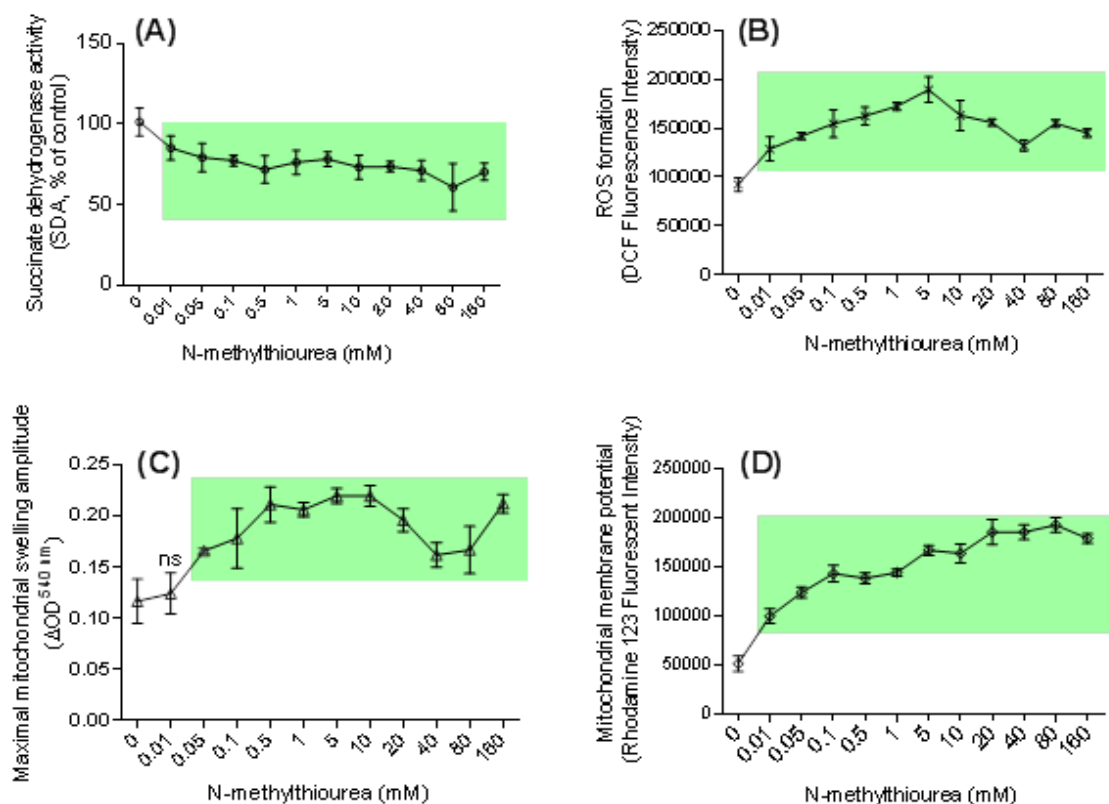 (A)
Succinate dehydrogenase activity
(SDA, % of control)
150
100
50
0
0 0.01 0.05 0.1 0.5 1 5 10 20 40 60 160
N-methylthiourea (mM)
(B)
ROS formation
(DCF Fluorescence Intensity)
250000
200000
150000
100000
50000
0
0 0.01 0.05 0.1 0.5 1 5 10 20 40 80 160
N-methylthiourea (mM)
(C)
Maximal mitochondrial swelling amplitude
(ΔOD540 nm)
0.25
0.20
0.15
0.10
0.05
0.00
ns
0 0.01 0.05 0.1 0.5 1 5 10 20 40 80 160
N-methylthiourea (mM)
(D)
Mitochondrial membrane potential
(Rhodamine 123 Fluorescent Intensity)
250000
200000
150000
100000
50000
0
0 0.01 0.05 0.1 0.5 1 5 10 20 40 80 160
N-methylthiourea (mM)